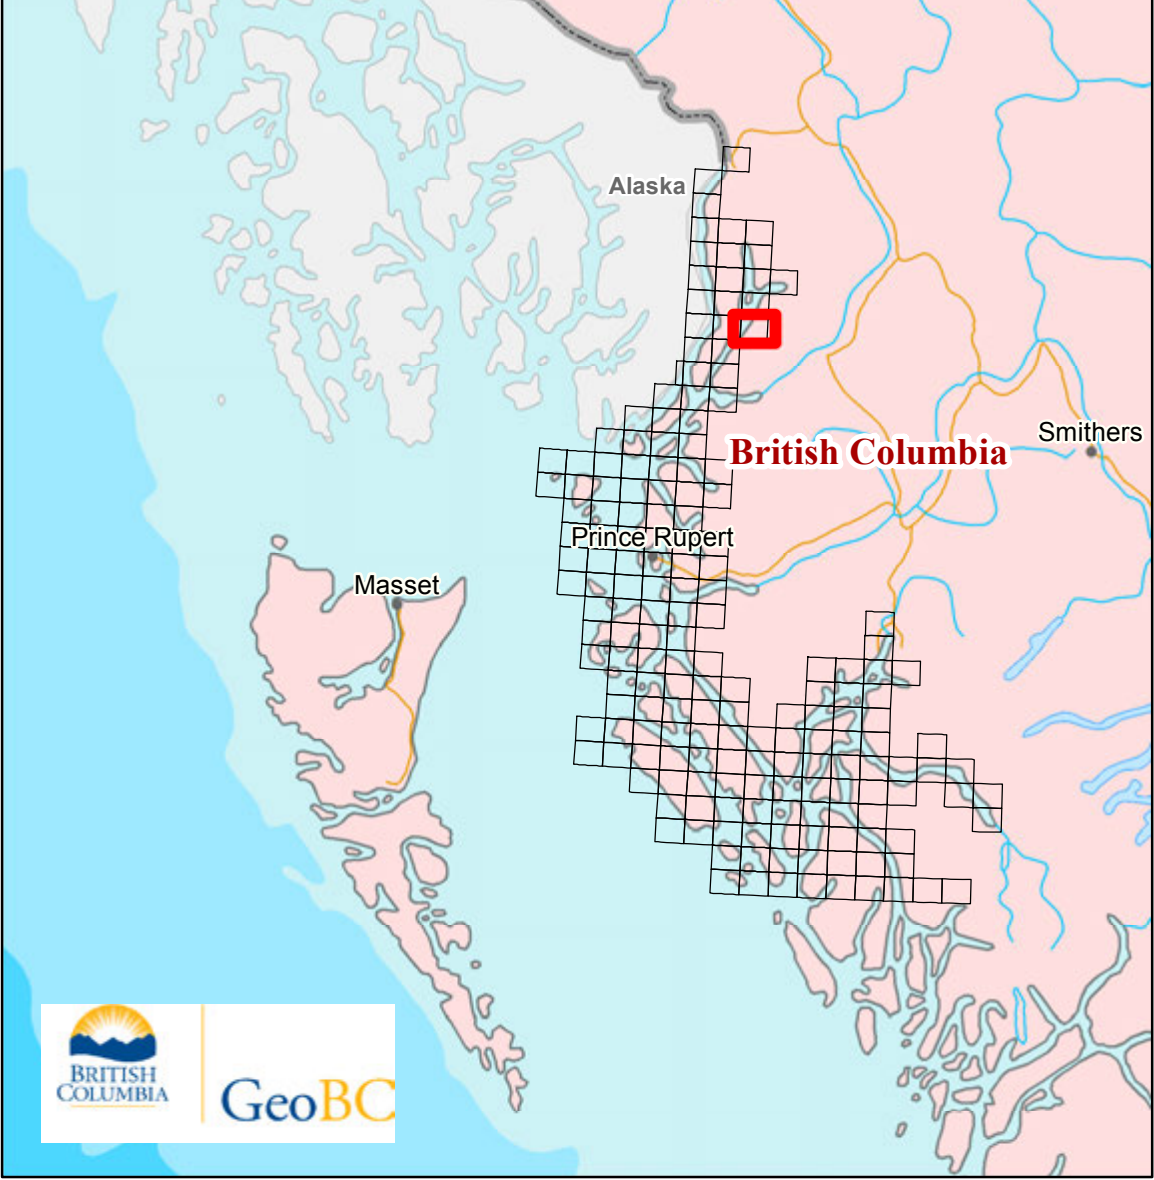 Alaska
Smithers
British Columbia
Prince Rupert
Masset
BRITISH
COLUMBIA
GeoBC